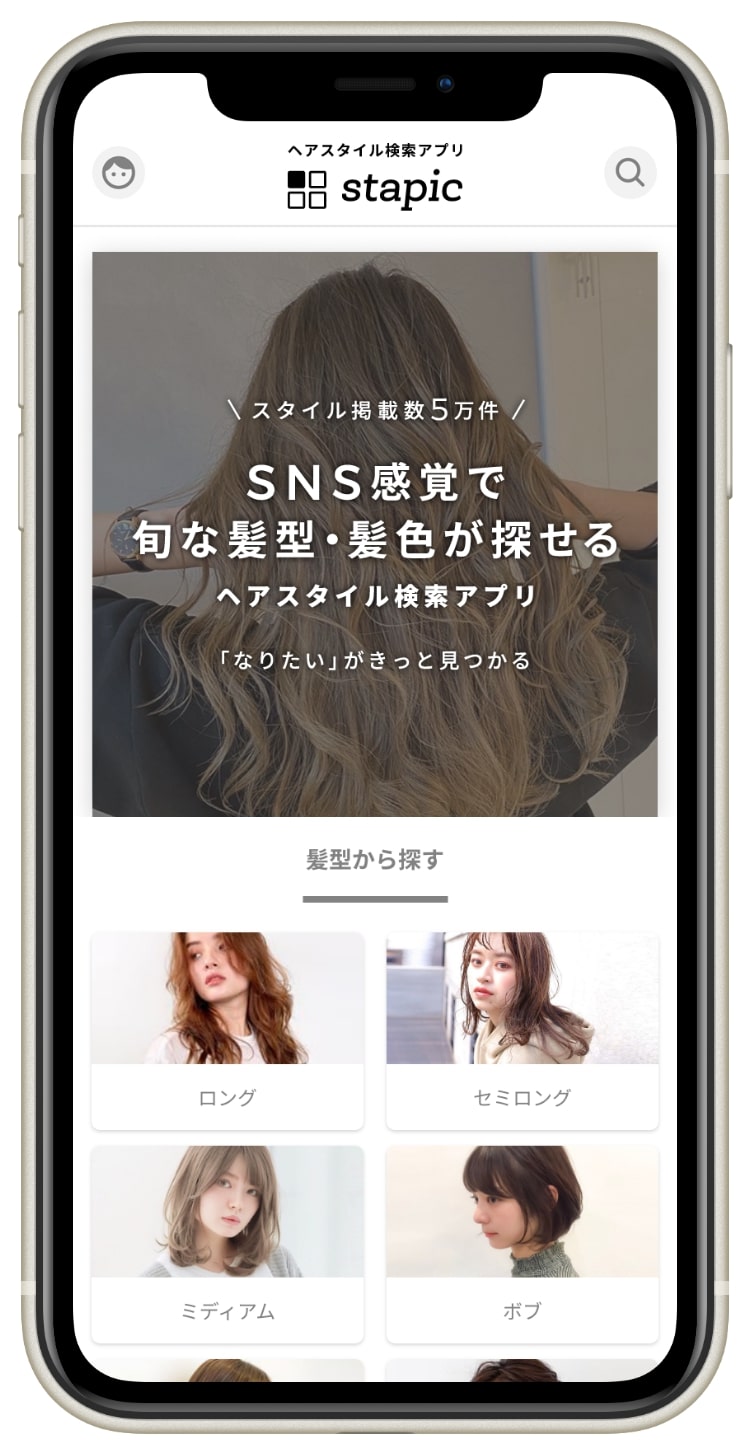 ヘアスタイル検索アプリ
stapic
\ スタイル掲載数5万件 /
SNS感覚で
旬な髪型・髪色が探せる
ヘアスタイル検索アプリ
「なりたい」がきっと見つかる
髪型から探す
ロング
セミロング
ミディアム
ボブ